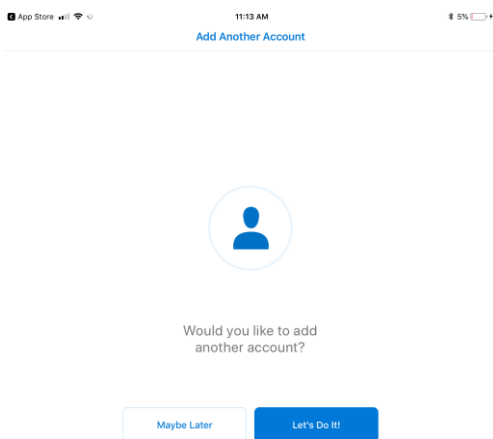 App Store 11:13 AM 5%
Add Another Account
Would you like to add
another account?
Maybe Later Let's Do It!